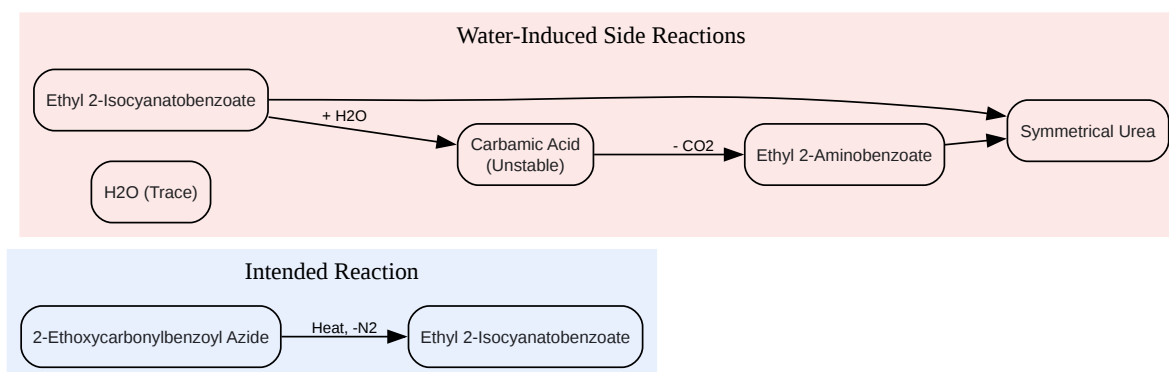 Water-Induced Side Reactions
Ethyl 2-Isocyanatobenzoate
+ H2O
Carbamic Acid
(Unstable)
- CO2
Ethyl 2-Aminobenzoate
Symmetrical Urea
H2O (Trace)
Intended Reaction
2-Ethoxycarbonylbenzoyl Azide
Heat, -N2
Ethyl 2-Isocyanatobenzoate